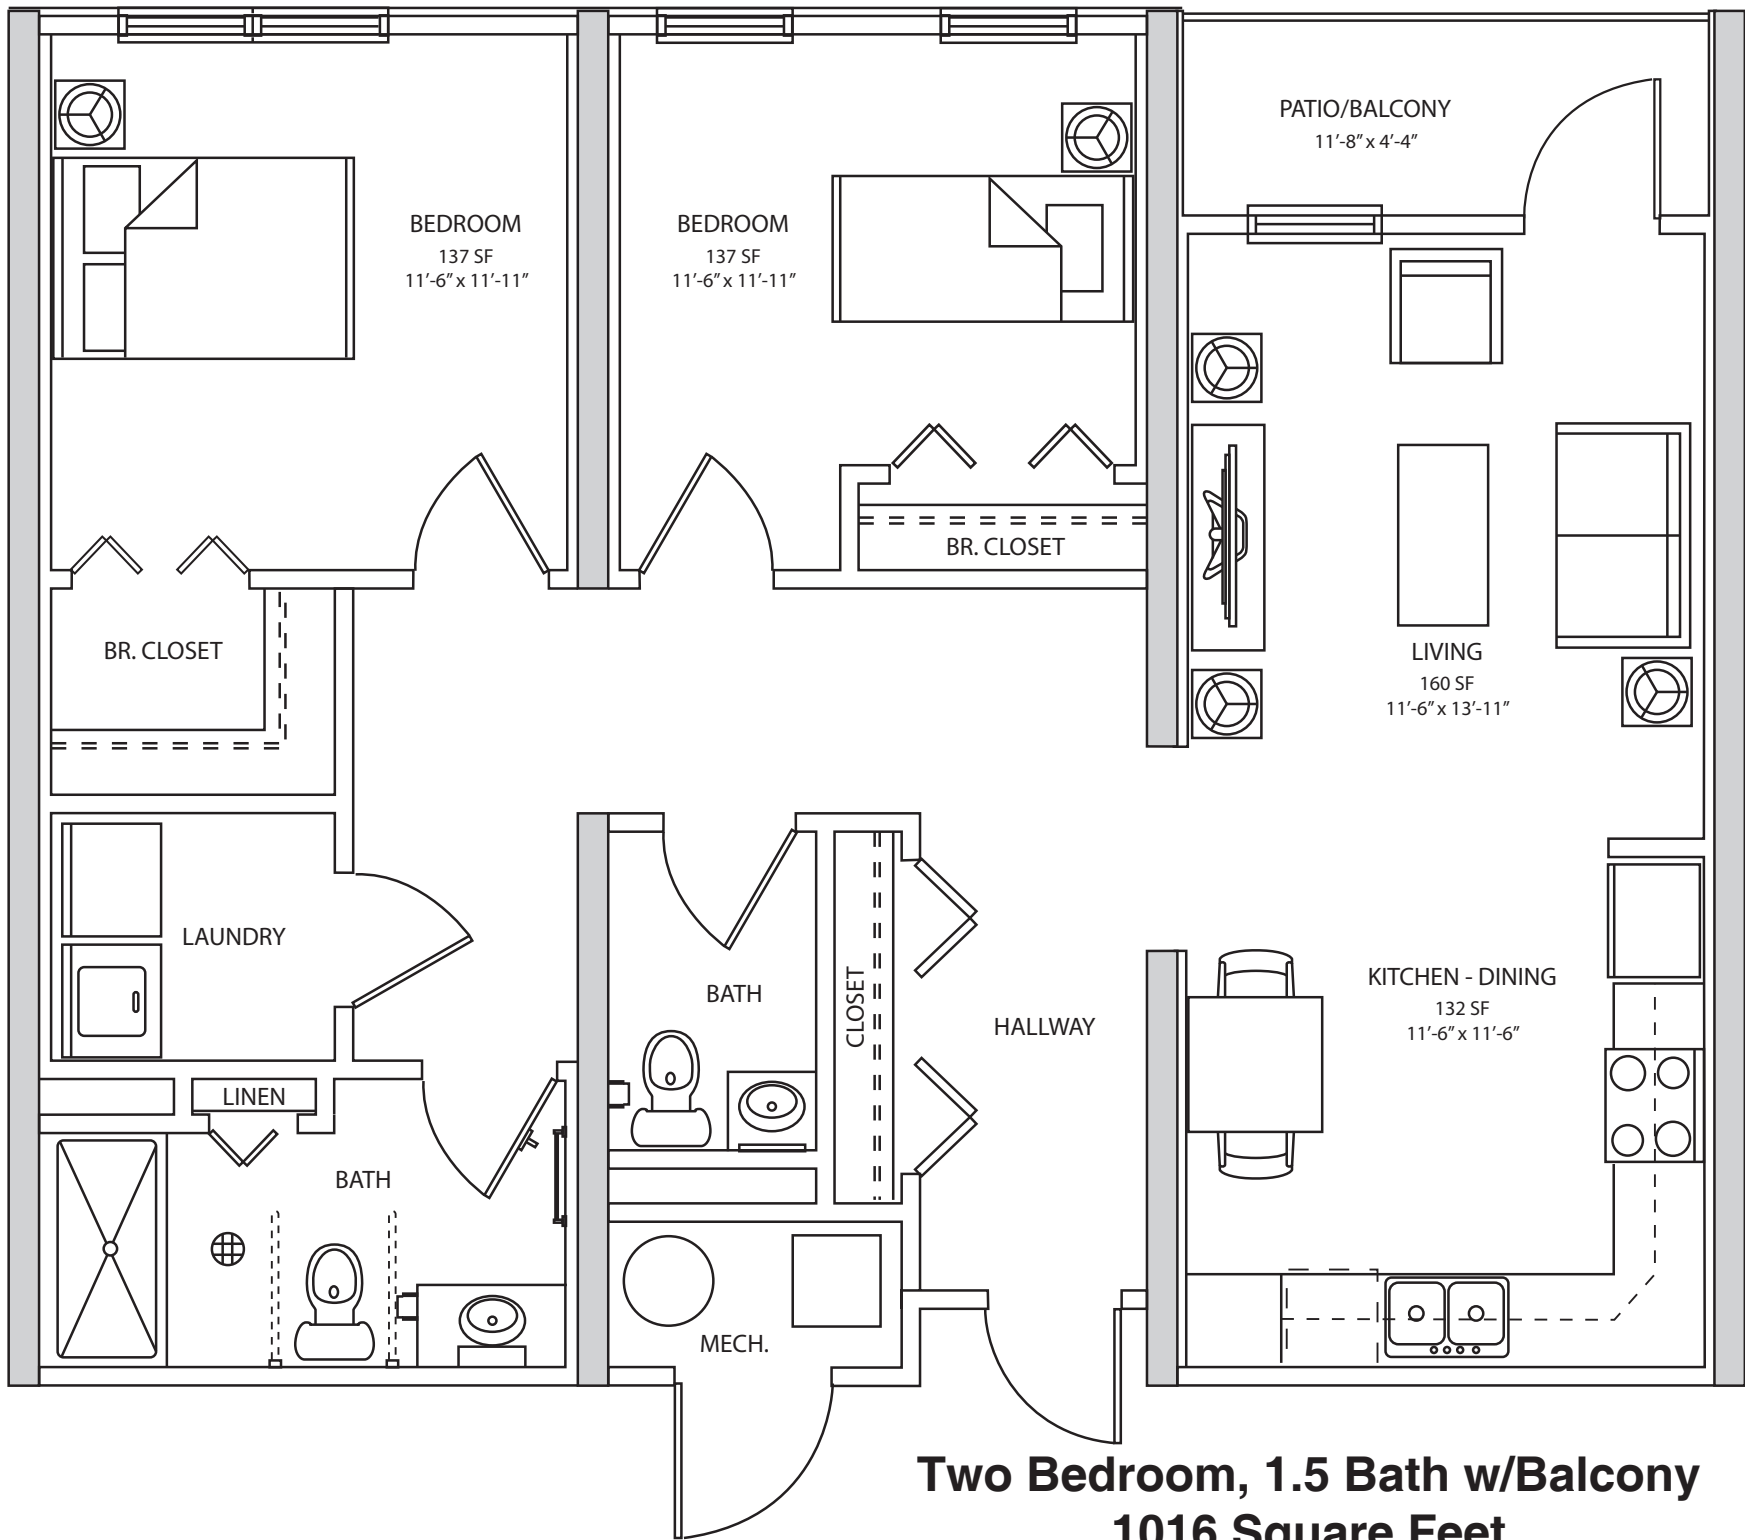 PATIO/BALCONY
11’-8” x 4’-4”
BEDROOM
137 SF
11’-6” x 11’-11”
BEDROOM
137 SF
11’-6” x 11’-11”
BR. CLOSET
BR. CLOSET
LIVING
160 SF
11’-6” x 13’-11”
LAUNDRY
BATH
CLOSET
HALLWAY
KITCHEN - DINING
132 SF
11’-6” x 11’-6”
LINEN
BATH
MECH.
Two Bedroom, 1.5 Bath w/Balcony
1016 Square Feet